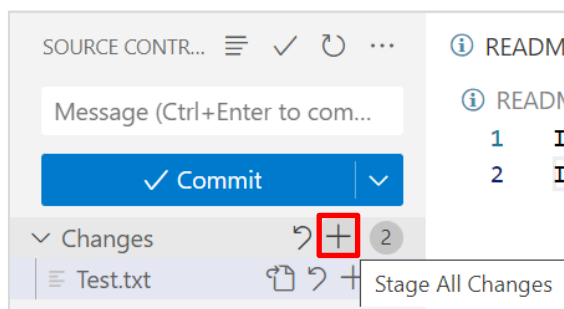 SOURCE CONTR...
README
Message (Ctrl+Enter to com...
README
1 I
2 I
Commit
Changes 2
Test.txt
Stage All Changes